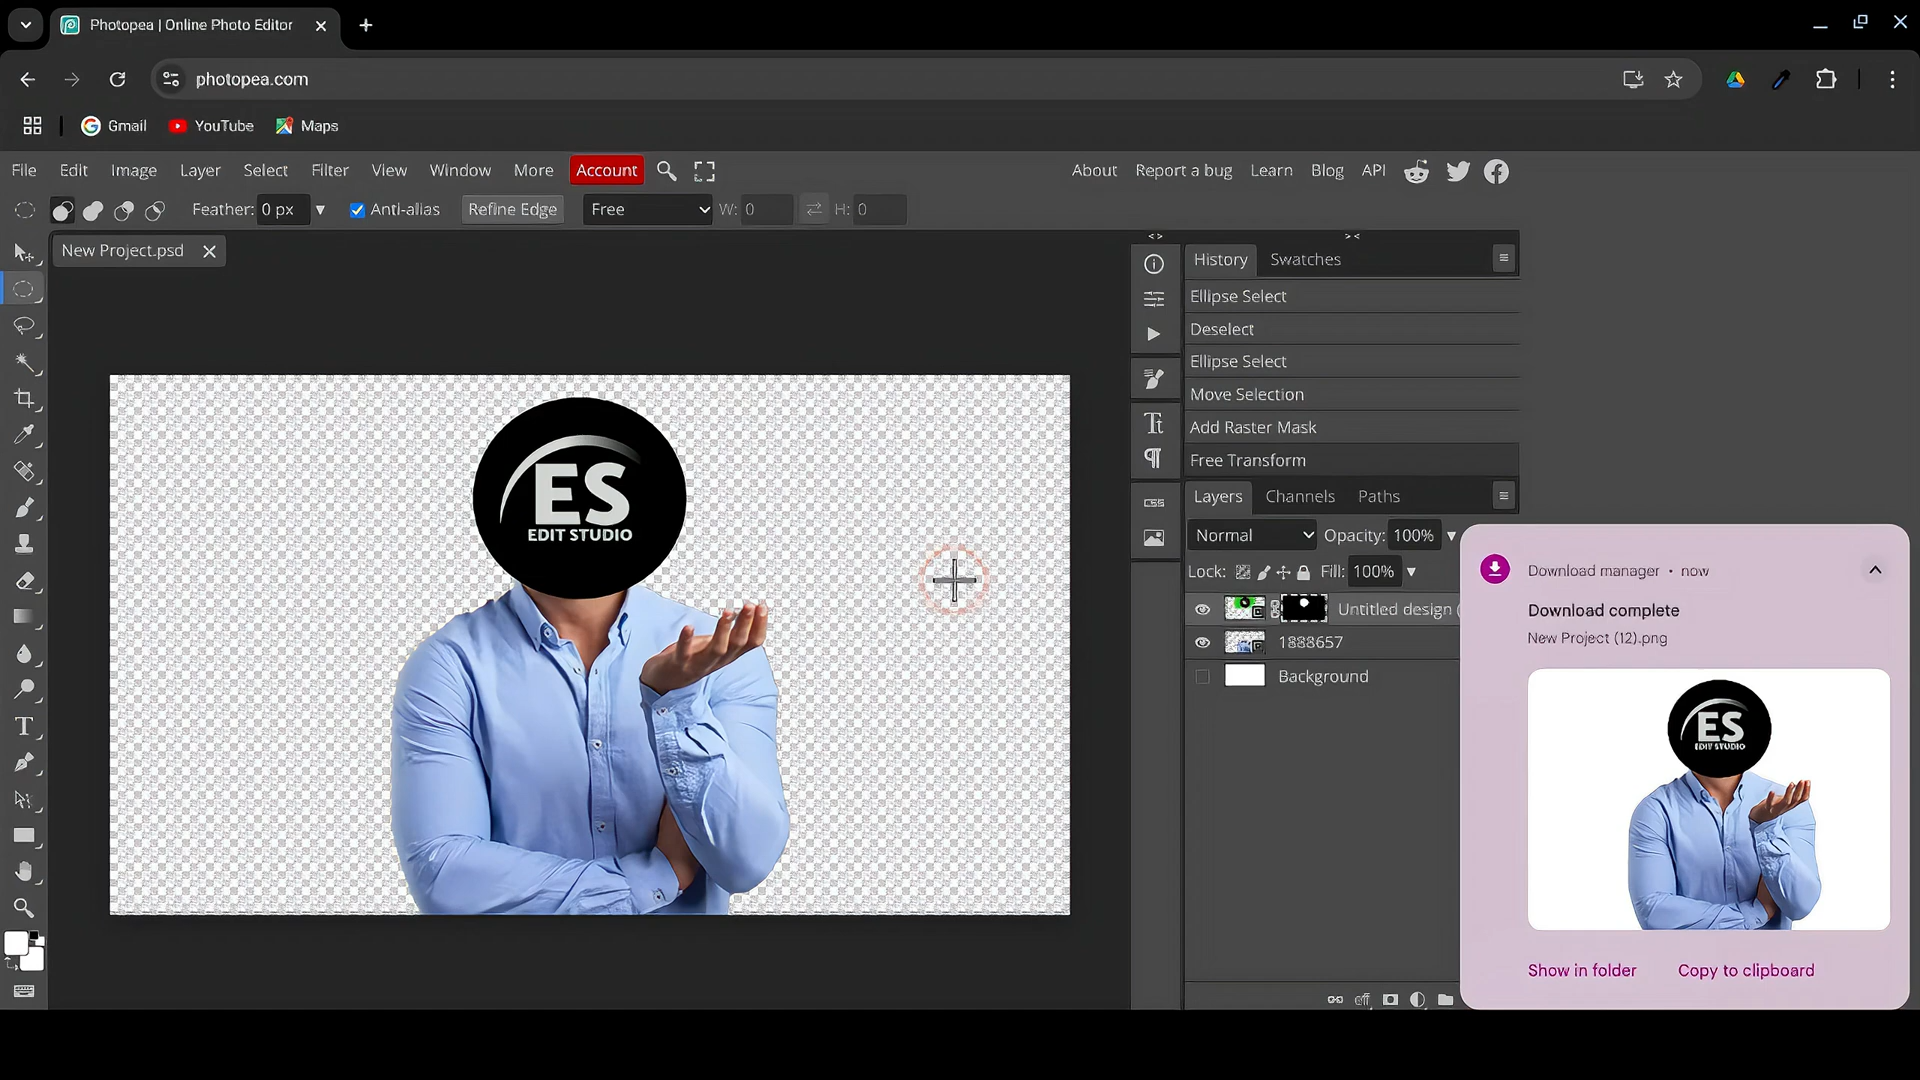 Photopea | Online Photo Editor
photopea.com
Gmail YouTube Maps
File Edit Image Layer Select Filter View Window More Account About Report a bug Learn Blog API
Feather: 0 px Anti-alias Refine Edge Free W: 0 H: 0
New Project.psd
History Swatches
Ellipse Select
Deselect
Ellipse Select
Move Selection
Add Raster Mask
Free Transform
Layers Channels Paths
Normal Opacity: 100%
Lock: Fill: 100%
Untitled design (
1888657
Background
CSS
eff
ES
EDIT STUDIO
Download manager • now
Download complete
New Project (12).png
ES
EDIT STUDIO
Show in folder Copy to clipboard